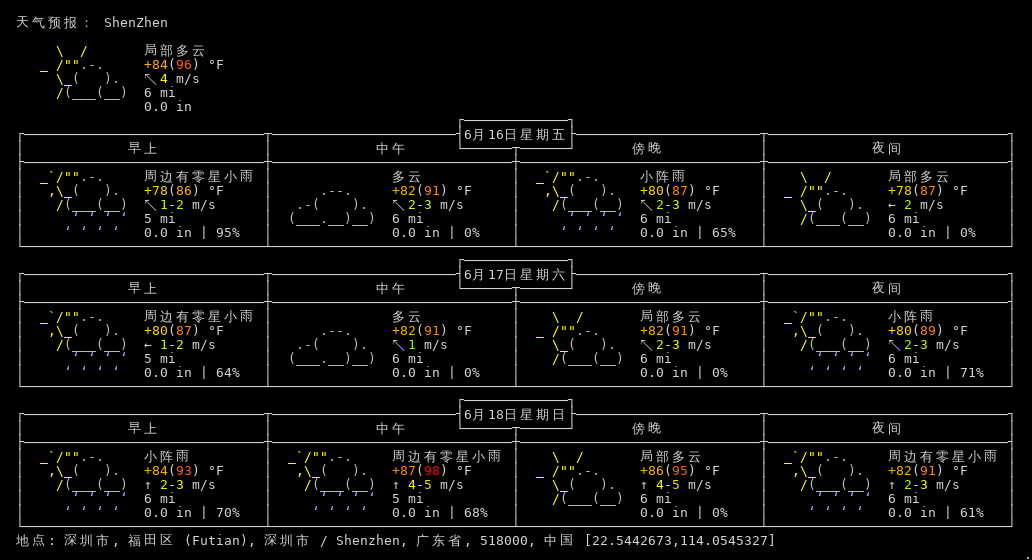 天气预报： ShenZhen
局部多云
+84(96) °F
↖ 4 m/s
6 mi
0.0 in
6月16日星期五
早上 中午 傍晚 夜间
周边有零星小雨 多云 小阵雨 局部多云
+78(86) °F +82(91) °F +80(87) °F +78(87) °F
↖ 1-2 m/s ↖ 2-3 m/s ↖ 2-3 m/s ← 2 m/s
5 mi 6 mi 6 mi 6 mi
0.0 in | 95% 0.0 in | 0% 0.0 in | 65% 0.0 in | 0%
6月17日星期六
早上 中午 傍晚 夜间
周边有零星小雨 多云 局部多云 小阵雨
+80(87) °F +82(91) °F +82(91) °F +80(89) °F
← 1-2 m/s ↖ 1 m/s ↖ 2-3 m/s ↖ 2-3 m/s
5 mi 6 mi 6 mi 6 mi
0.0 in | 64% 0.0 in | 0% 0.0 in | 0% 0.0 in | 71%
6月18日星期日
早上 中午 傍晚 夜间
小阵雨 周边有零星小雨 局部多云 周边有零星小雨
+84(93) °F +87(98) °F +86(95) °F +82(91) °F
↑ 2-3 m/s ↑ 4-5 m/s ↑ 4-5 m/s ↑ 2-3 m/s
6 mi 5 mi 6 mi 6 mi
0.0 in | 70% 0.0 in | 68% 0.0 in | 0% 0.0 in | 61%
地点: 深圳市, 福田区 (Futian), 深圳市 / Shenzhen, 广东省, 518000, 中国 [22.5442673,114.0545327]